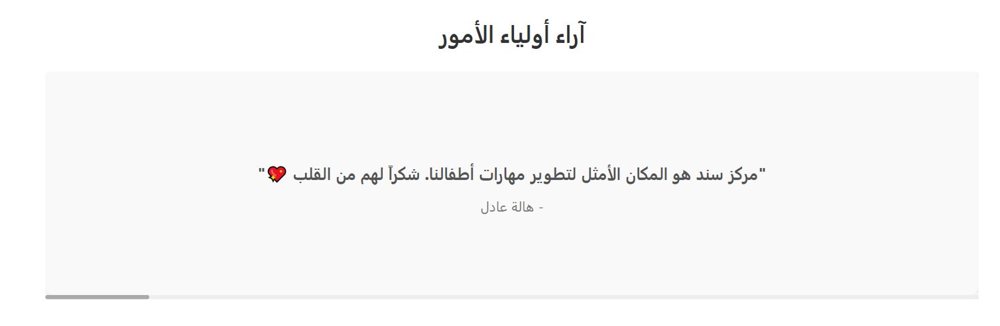 آراء أولياء الأمور
"مركز سند هو المكان الأمثل لتطوير مهارات أطفالنا. شكراً لهم من القلب 💖"
- هالة عادل